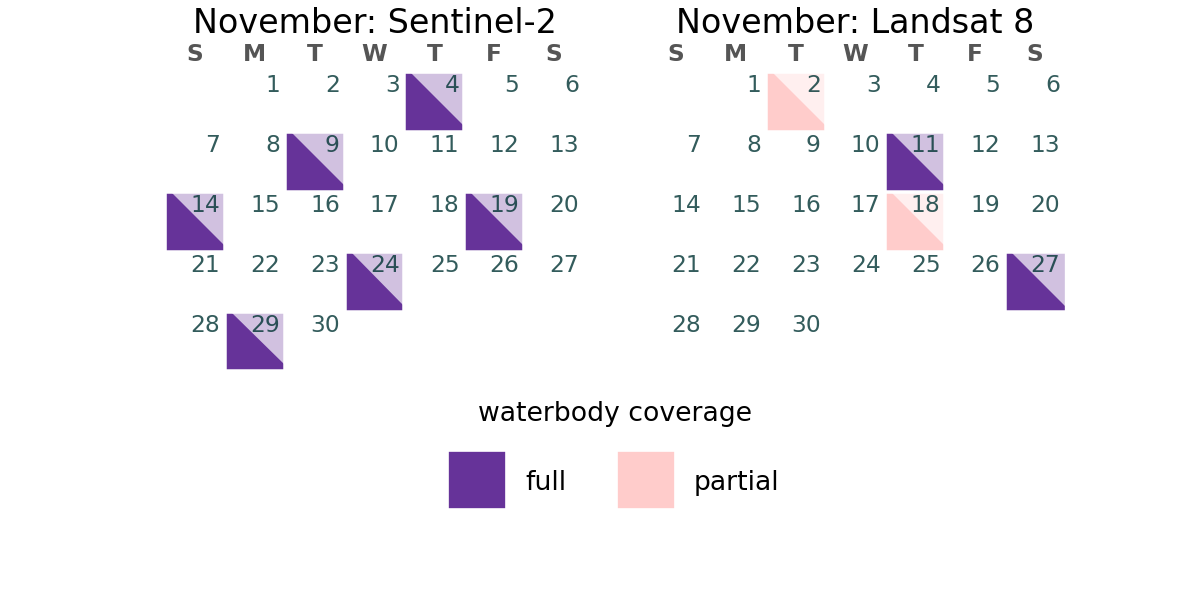 November: Sentinel-2
S M T W T F S
1 2 3 4 5 6
7 8 9 10 11 12 13
14 15 16 17 18 19 20
21 22 23 24 25 26 27
28 29 30
November: Landsat 8
S M T W T F S
1 2 3 4 5 6
7 8 9 10 11 12 13
14 15 16 17 18 19 20
21 22 23 24 25 26 27
28 29 30
waterbody coverage
full partial